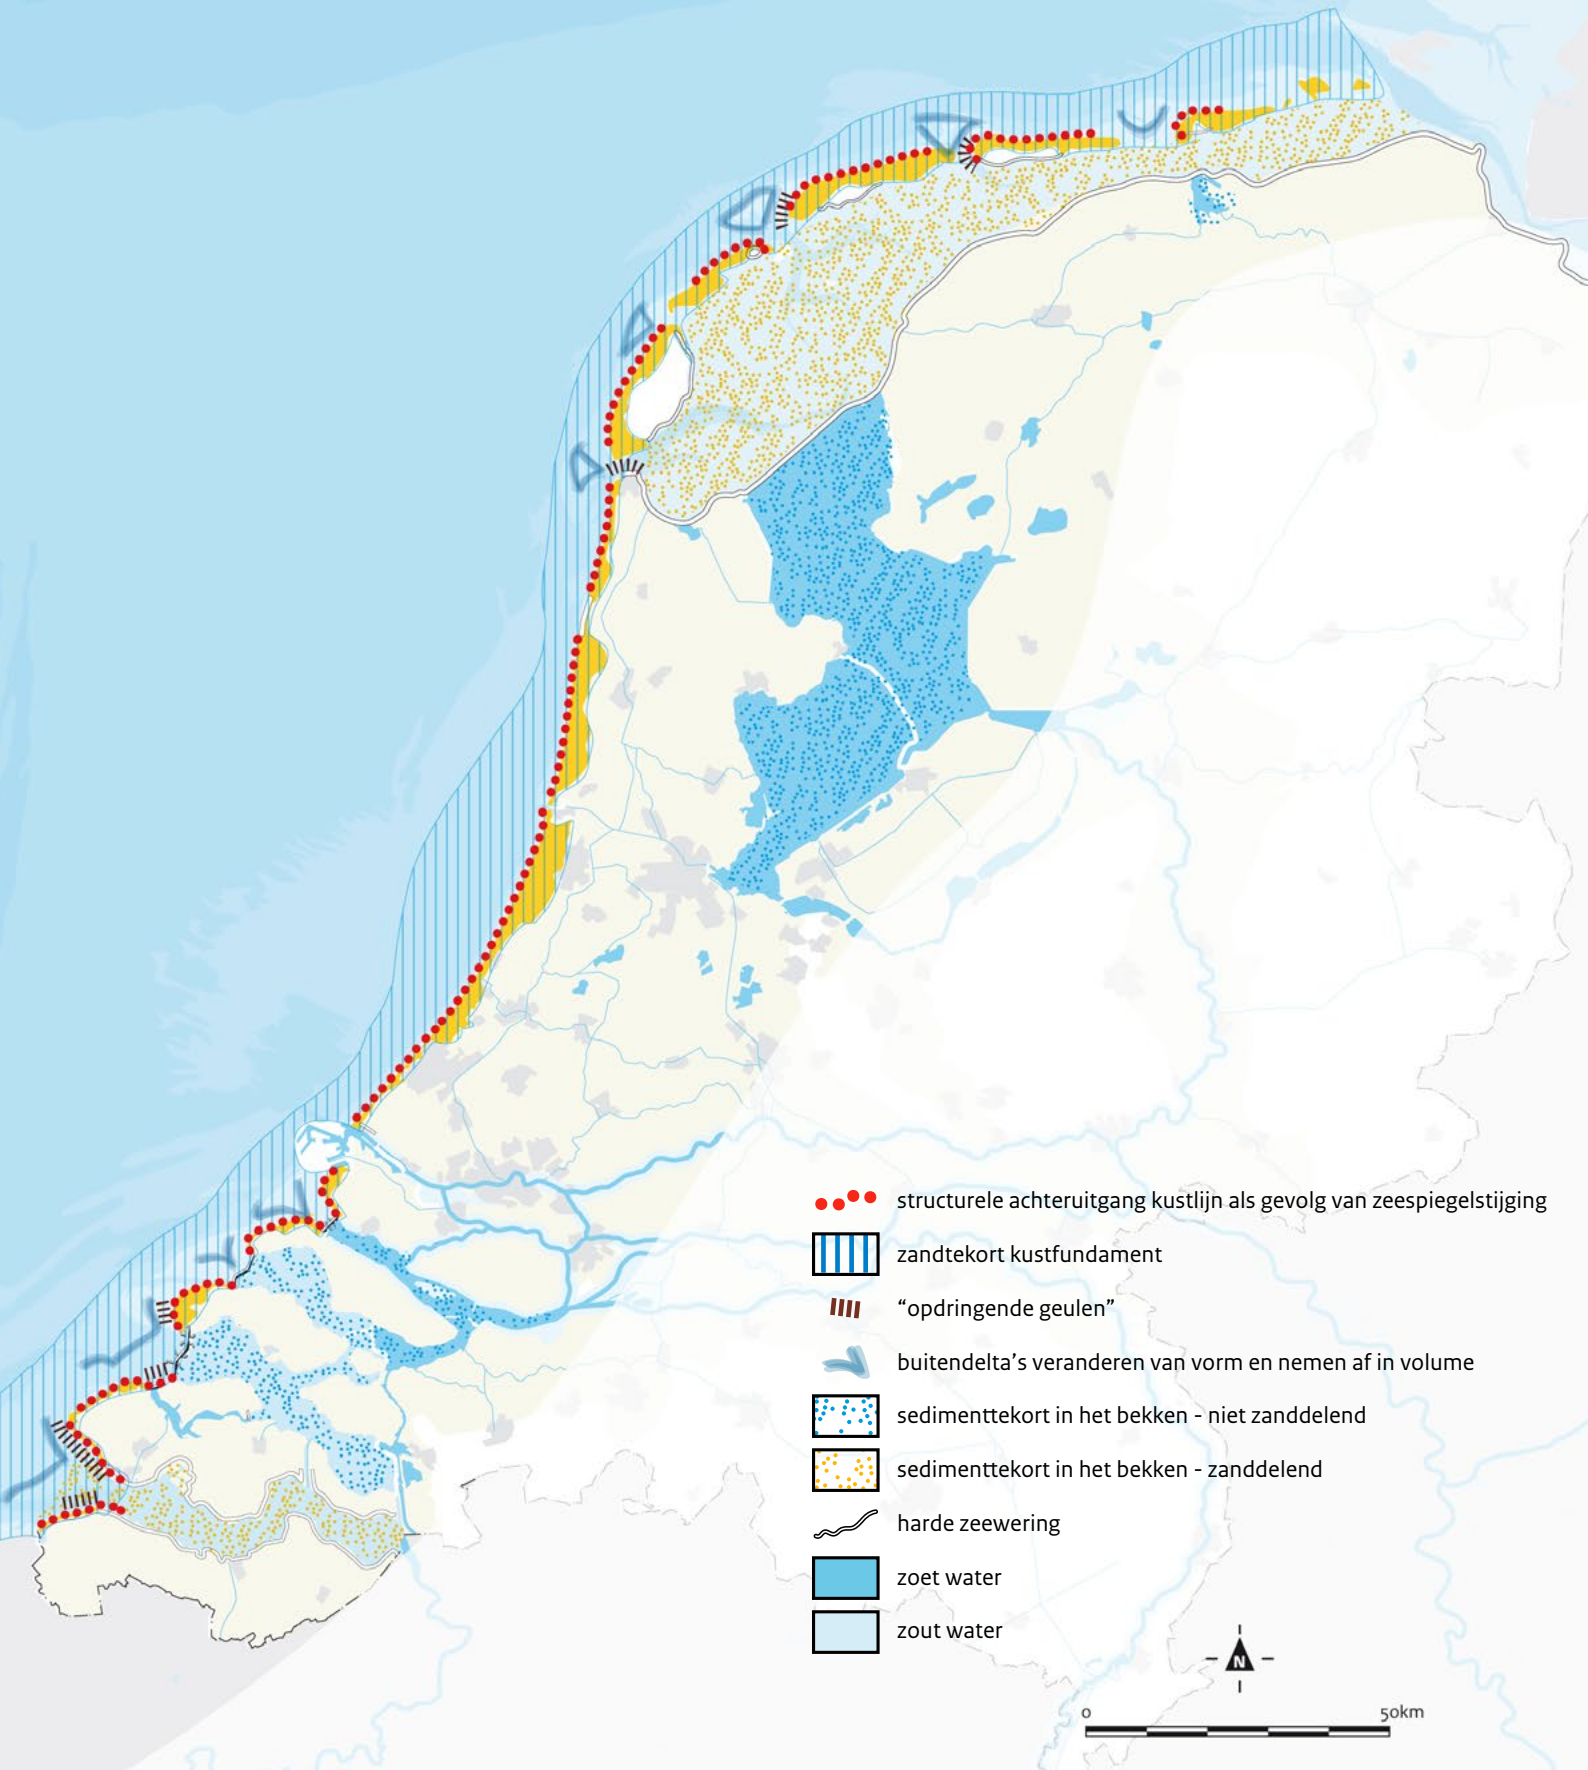 structurele achteruitgang kustlijn als gevolg van zeespiegelstijging
zandtekort kustfundament
“opdringende geulen”
buitendelta’s veranderen van vorm en nemen af in volume
sedimenttekort in het bekken - niet zanddelend
sedimenttekort in het bekken - zanddelend
harde zeewering
zoet water
zout water
N
0 50km